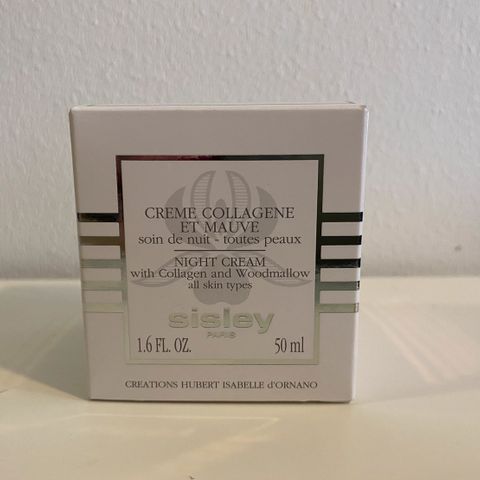 CREME COLLAGENE
ET MAUVE
soin de nuit - toutes peaux
NIGHT CREAM
with Collagen and Woodmallow
all skin types
sisley
PARIS
1.6 FL. OZ. 50 ml
CREATIONS HUBERT ISABELLE d'ORNANO